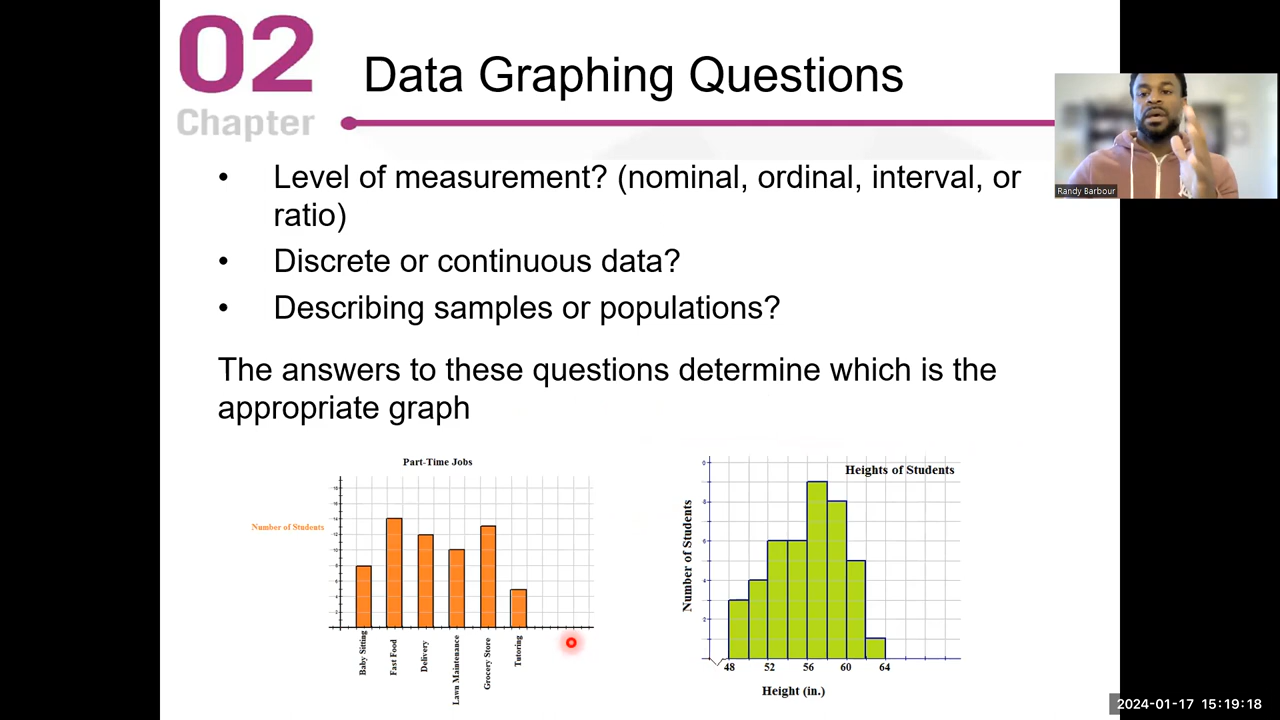 02
Chapter
Data Graphing Questions
Randy Barbour
• Level of measurement? (nominal, ordinal, interval, or
ratio)
• Discrete or continuous data?
• Describing samples or populations?
The answers to these questions determine which is the
appropriate graph
Part-Time Jobs
Number of Students
Baby Sitting
Fast Food
Delivery
Lawn Maintenance
Grocery Store
Tutoring
Heights of Students
Number of Students
48 52 56 60 64
Height (in.)
2024-01-17 15:19:18